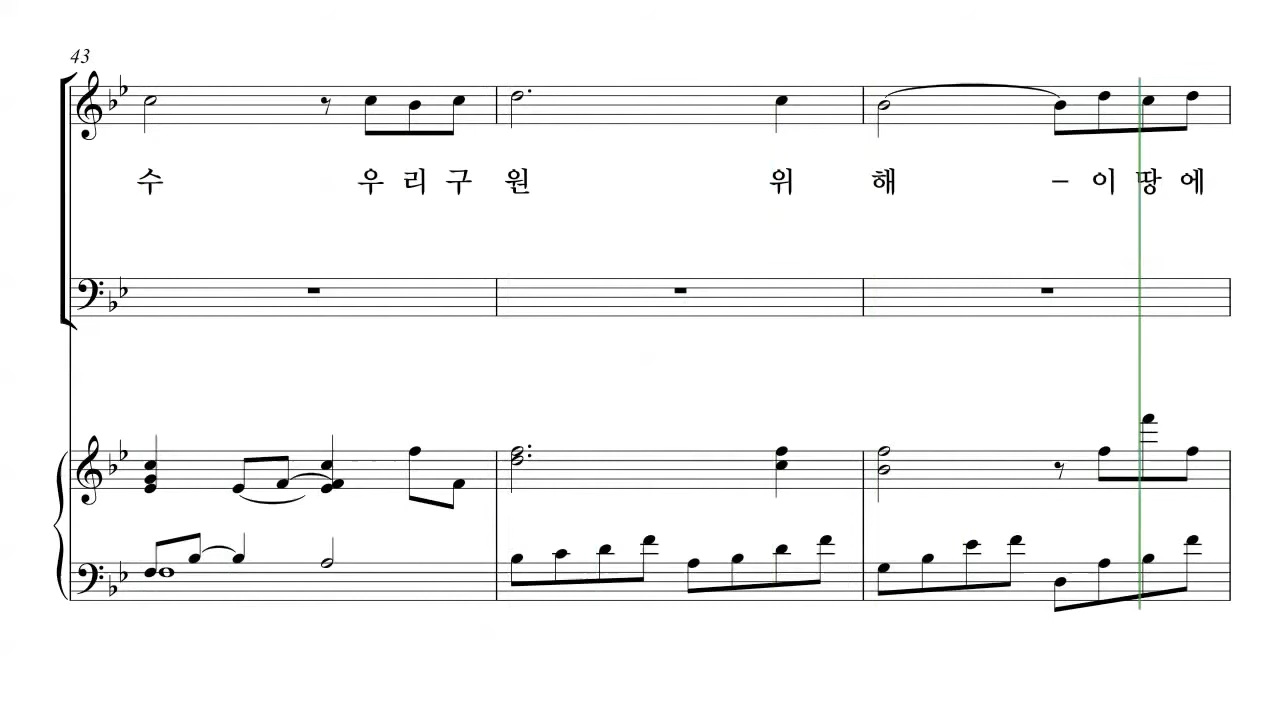 43
수 우 리 구 원 위 해 – 이 땅 에